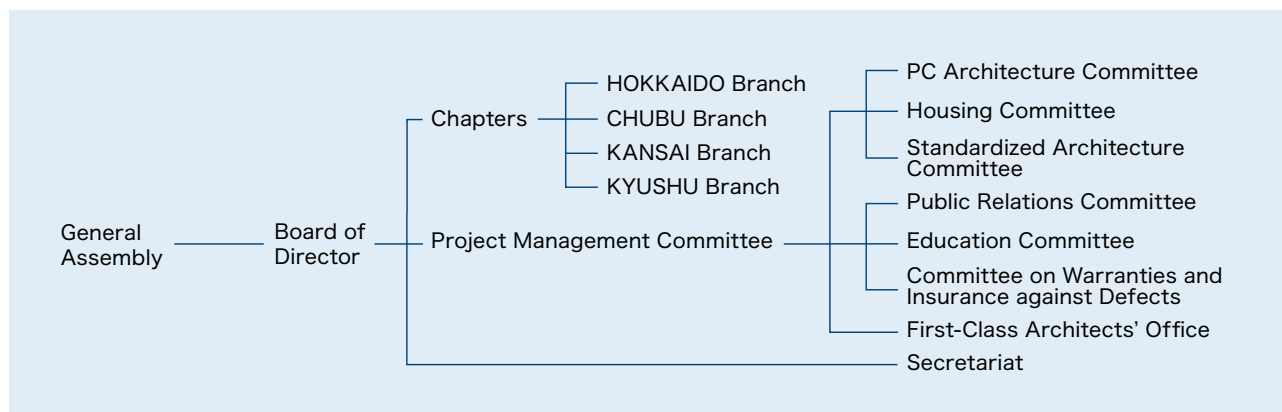 General
Assembly
Board of
Director
Chapters
HOKKAIDO Branch
CHUBU Branch
KANSAI Branch
KYUSHU Branch
Project Management Committee
PC Architecture Committee
Housing Committee
Standardized Architecture
Committee
Public Relations Committee
Education Committee
Committee on Warranties and
Insurance against Defects
First-Class Architects’ Office
Secretariat